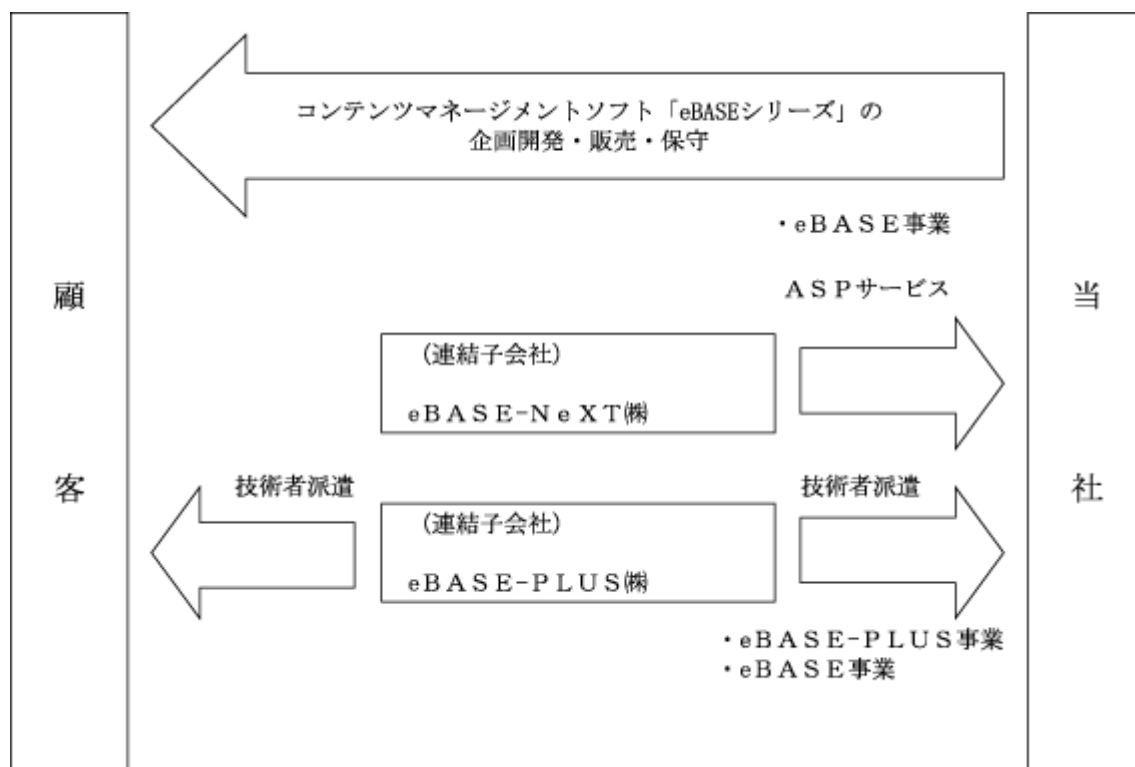 コンテンツマネージメントソフト「eBASEシリーズ」の
企画開発・販売・保守
・eBASE事業
顧客
当社
ASPサービス
(連結子会社)
eBASE-NeXT㈱
技術者派遣
技術者派遣
(連結子会社)
eBASE-PLUS㈱
・eBASE-PLUS事業
・eBASE事業